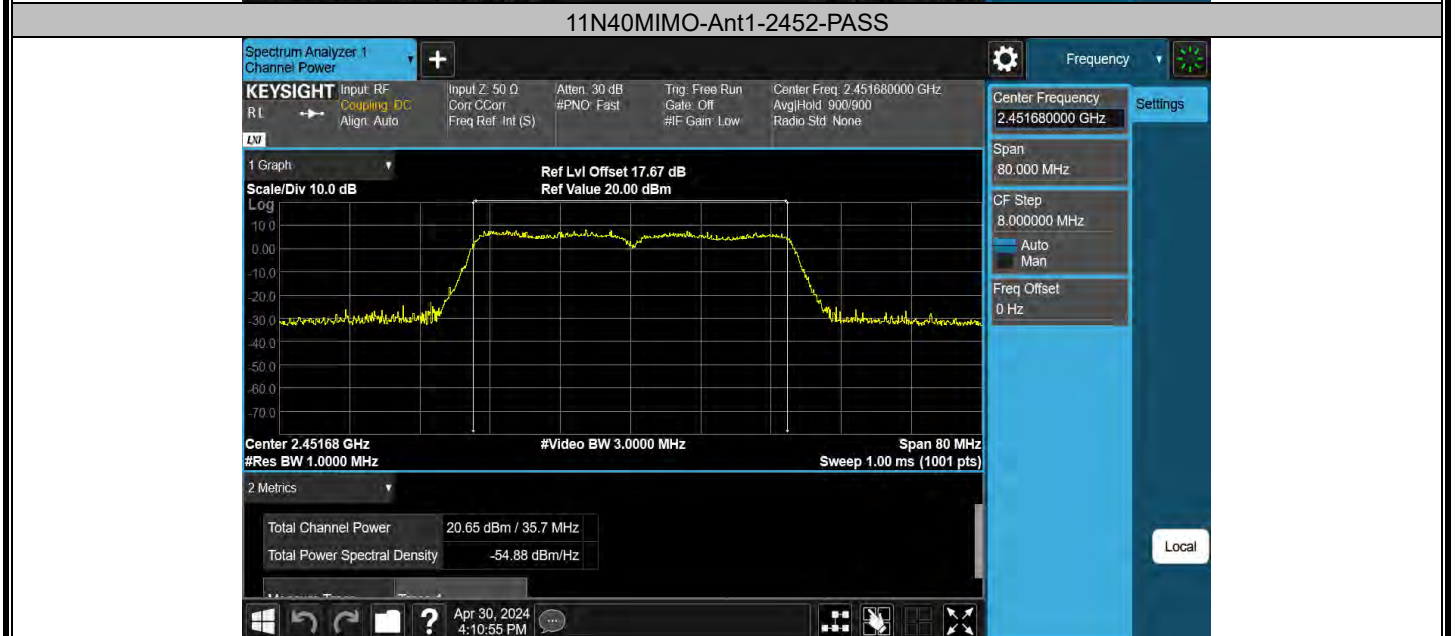 11N40MIMO-Ant1-2452-PASS
Spectrum Analyzer 1
Channel Power
+
Frequency
KEYSIGHT
RL
LXI
Input: RF
Coupling: DC
Align: Auto
Input Z: 50 Ω
Corr CCorr
Freq Ref: Int (S)
Atten: 30 dB
#PNO: Fast
Trig: Free Run
Gate: Off
#IF Gain: Low
Center Freq: 2.451680000 GHz
Avg|Hold: 900/900
Radio Std: None
Center Frequency
2.451680000 GHz
Settings
Span
80.000 MHz
CF Step
8.000000 MHz
Auto
Man
Freq Offset
0 Hz
1 Graph
Scale/Div 10.0 dB
Ref Lvl Offset 17.67 dB
Ref Value 20.00 dBm
Log
10.0
0.00
-10.0
-20.0
-30.0
-40.0
-50.0
-60.0
-70.0
Center 2.45168 GHz
#Video BW 3.0000 MHz
Span 80 MHz
#Res BW 1.0000 MHz
Sweep 1.00 ms (1001 pts)
2 Metrics
Total Channel Power 20.65 dBm / 35.7 MHz
Total Power Spectral Density -54.88 dBm/Hz
Local
?
Apr 30, 2024
4:10:55 PM